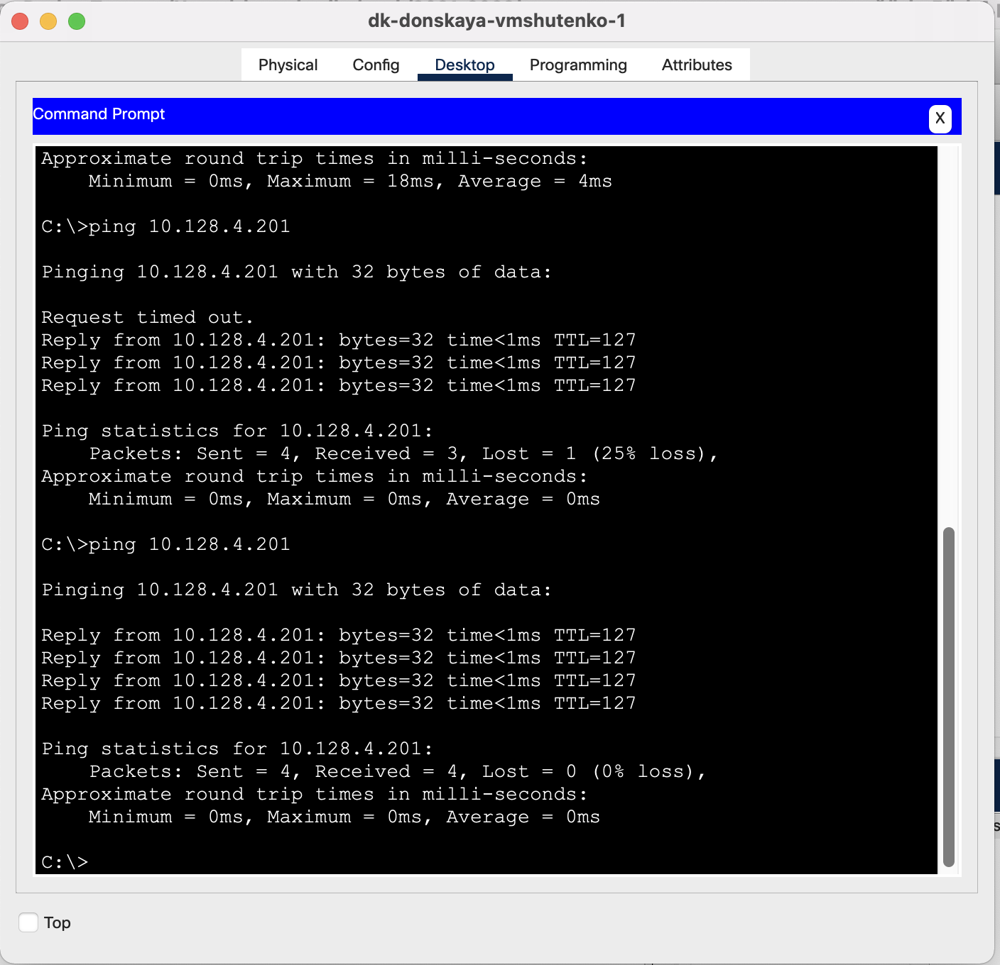 dk-donskaya-vmshutenko-1
Physical Config Desktop Programming Attributes
Command Prompt
X
Approximate round trip times in milli-seconds:
    Minimum = 0ms, Maximum = 18ms, Average = 4ms
C:\>ping 10.128.4.201
Pinging 10.128.4.201 with 32 bytes of data:
Request timed out.
Reply from 10.128.4.201: bytes=32 time<1ms TTL=127
Reply from 10.128.4.201: bytes=32 time<1ms TTL=127
Reply from 10.128.4.201: bytes=32 time<1ms TTL=127
Ping statistics for 10.128.4.201:
    Packets: Sent = 4, Received = 3, Lost = 1 (25% loss),
Approximate round trip times in milli-seconds:
    Minimum = 0ms, Maximum = 0ms, Average = 0ms
C:\>ping 10.128.4.201
Pinging 10.128.4.201 with 32 bytes of data:
Reply from 10.128.4.201: bytes=32 time<1ms TTL=127
Reply from 10.128.4.201: bytes=32 time<1ms TTL=127
Reply from 10.128.4.201: bytes=32 time<1ms TTL=127
Reply from 10.128.4.201: bytes=32 time<1ms TTL=127
Ping statistics for 10.128.4.201:
    Packets: Sent = 4, Received = 4, Lost = 0 (0% loss),
Approximate round trip times in milli-seconds:
    Minimum = 0ms, Maximum = 0ms, Average = 0ms
C:\>
Top